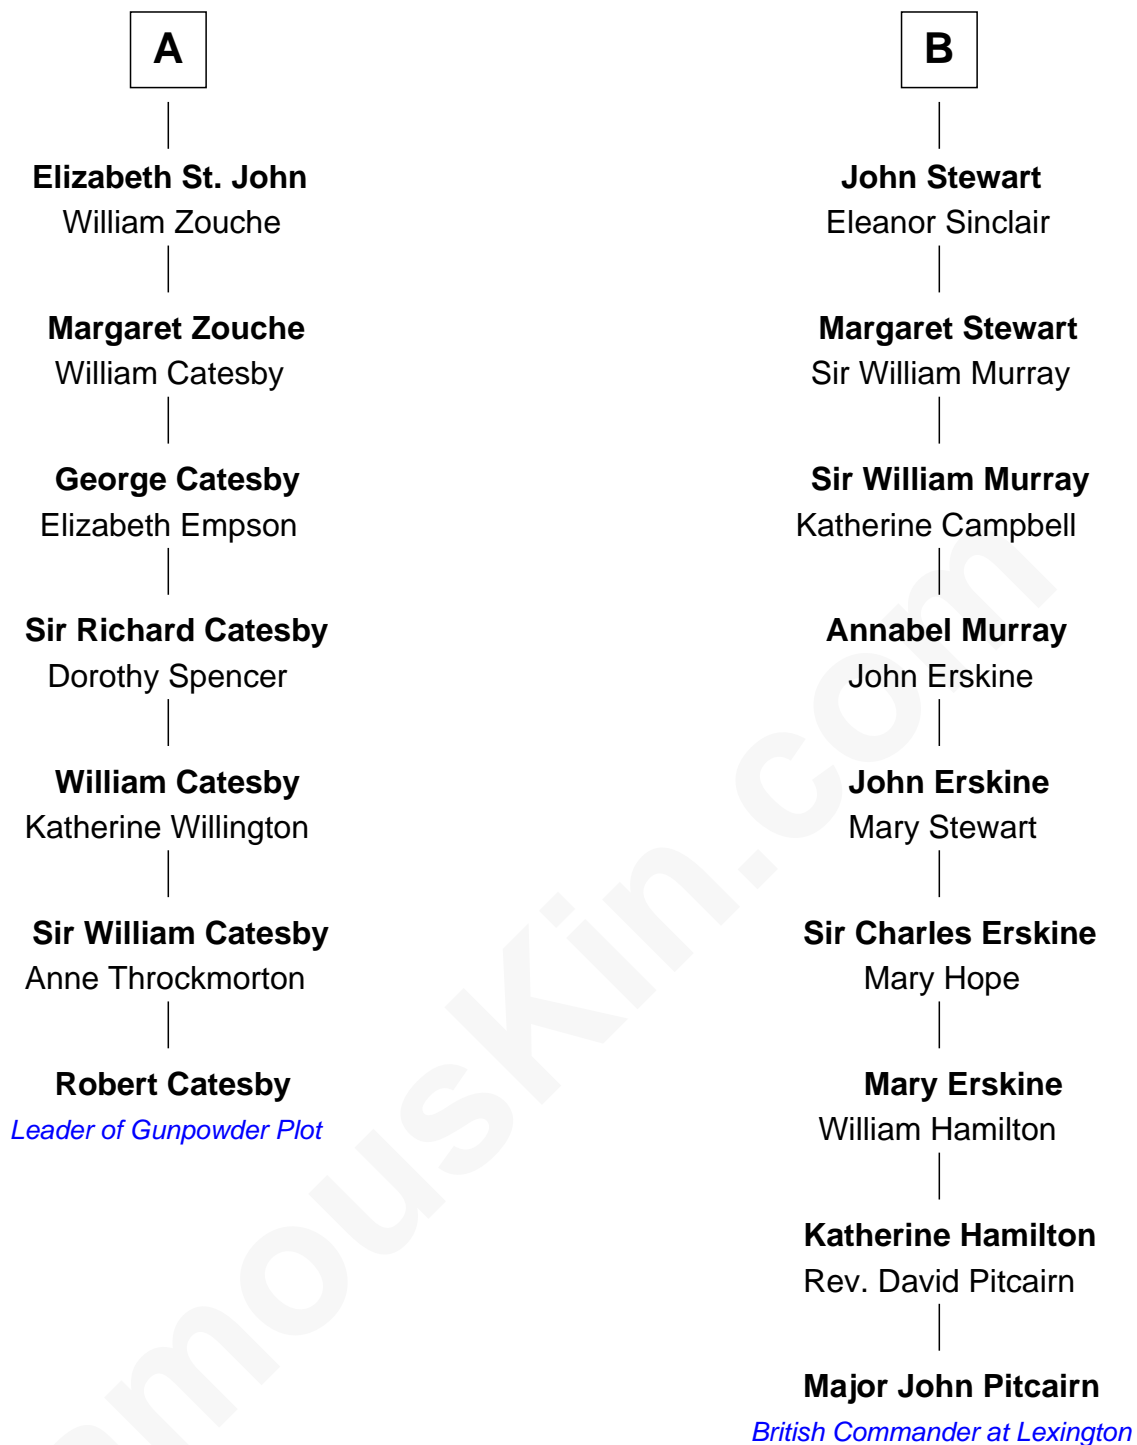 A
Elizabeth St. John
William Zouche
Margaret Zouche
William Catesby
George Catesby
Elizabeth Empson
Sir Richard Catesby
Dorothy Spencer
William Catesby
Katherine Willington
Sir William Catesby
Anne Throckmorton
Robert Catesby
Leader of Gunpowder Plot
B
John Stewart
Eleanor Sinclair
Margaret Stewart
Sir William Murray
Sir William Murray
Katherine Campbell
Annabel Murray
John Erskine
John Erskine
Mary Stewart
Sir Charles Erskine
Mary Hope
Mary Erskine
William Hamilton
Katherine Hamilton
Rev. David Pitcairn
Major John Pitcairn
British Commander at Lexington
amousKin.com